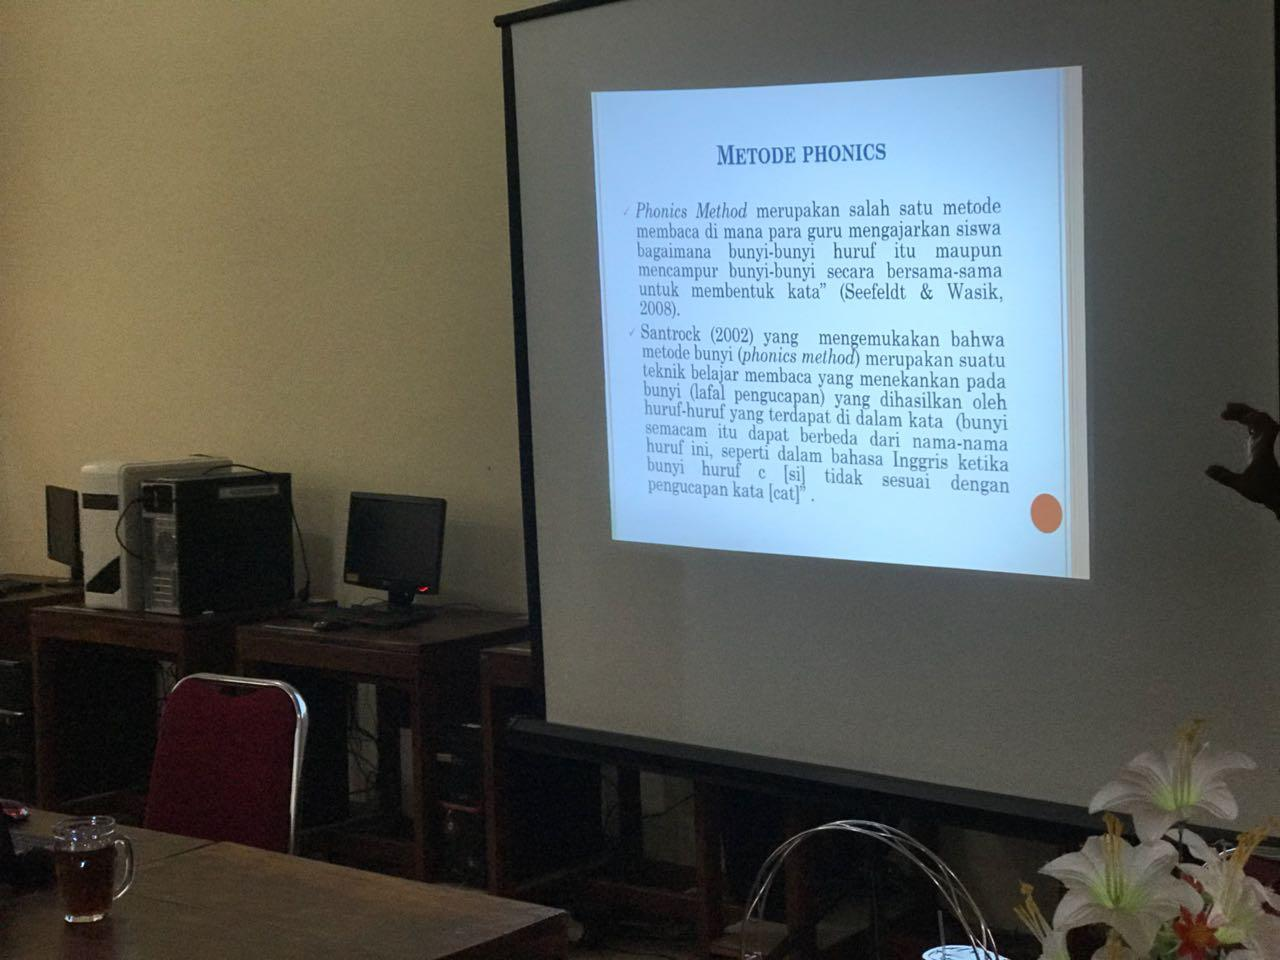 METODE PHONICS
Phonics Method merupakan salah satu metode
membaca di mana para guru mengajarkan siswa
bagaimana bunyi-bunyi huruf itu maupun
mencampur bunyi-bunyi secara bersama-sama
untuk membentuk kata” (Seefeldt & Wasik,
2008).
Santrock (2002) yang mengemukakan bahwa
metode bunyi (phonics method) merupakan suatu
teknik belajar membaca yang menekankan pada
bunyi (lafal pengucapan) yang dihasilkan oleh
huruf-huruf yang terdapat di dalam kata (bunyi
semacam itu dapat berbeda dari nama-nama
huruf ini, seperti dalam bahasa Inggris ketika
bunyi huruf c [si] tidak sesuai dengan
pengucapan kata [cat]” .